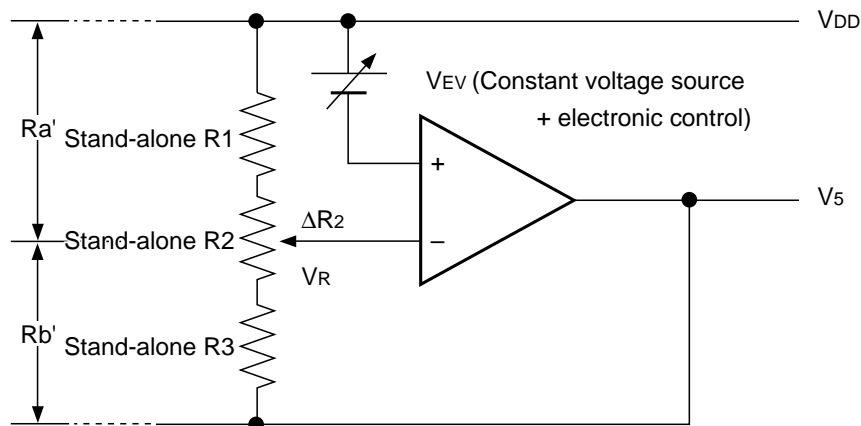 VDD
VEV (Constant voltage source
+ electronic control)
Ra'
Stand-alone R1
+
V5
ΔR2
Stand-alone R2
–
VR
Rb'
Stand-alone R3